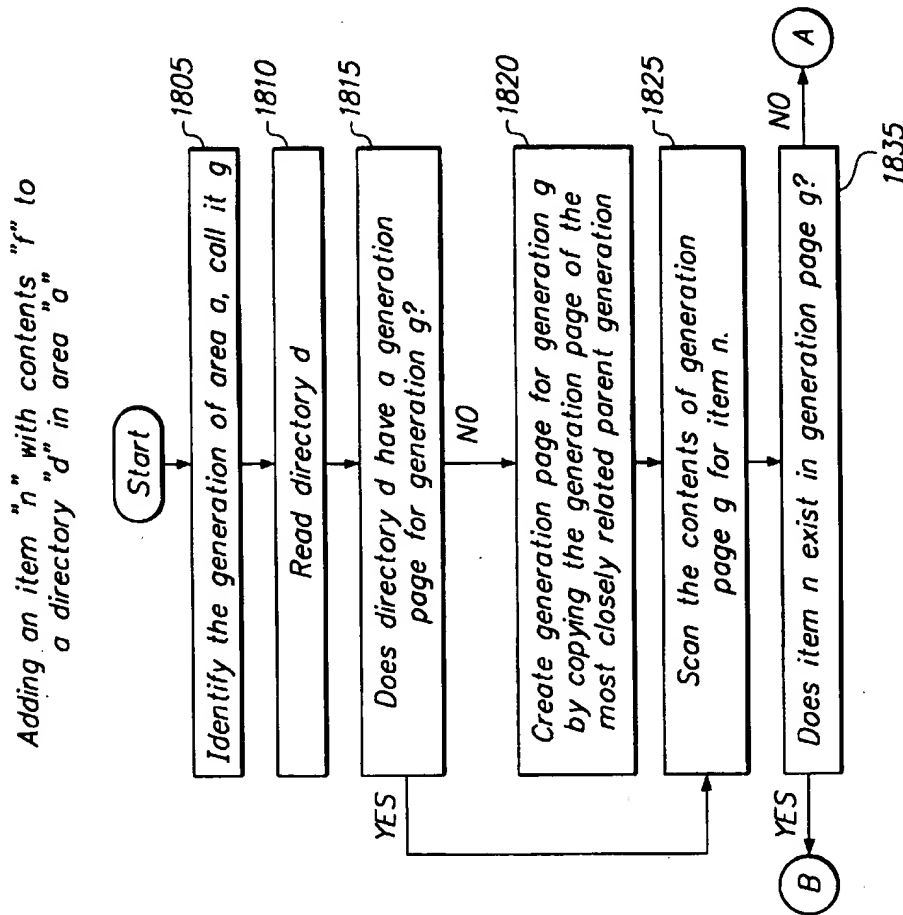 Adding an item "n" with contents "f" to
a directory "d" in area "a"
Start
1805
Identify the generation of area a, call it g
1810
Read directory d
1815
Does directory d have a generation
page for generation g?
YES
NO
1820
Create generation page for generation g
by copying the generation page of the
most closely related parent generation
1825
Scan the contents of generation
page g for item n.
Does item n exist in generation page g?
1835
YES
NO
B
A